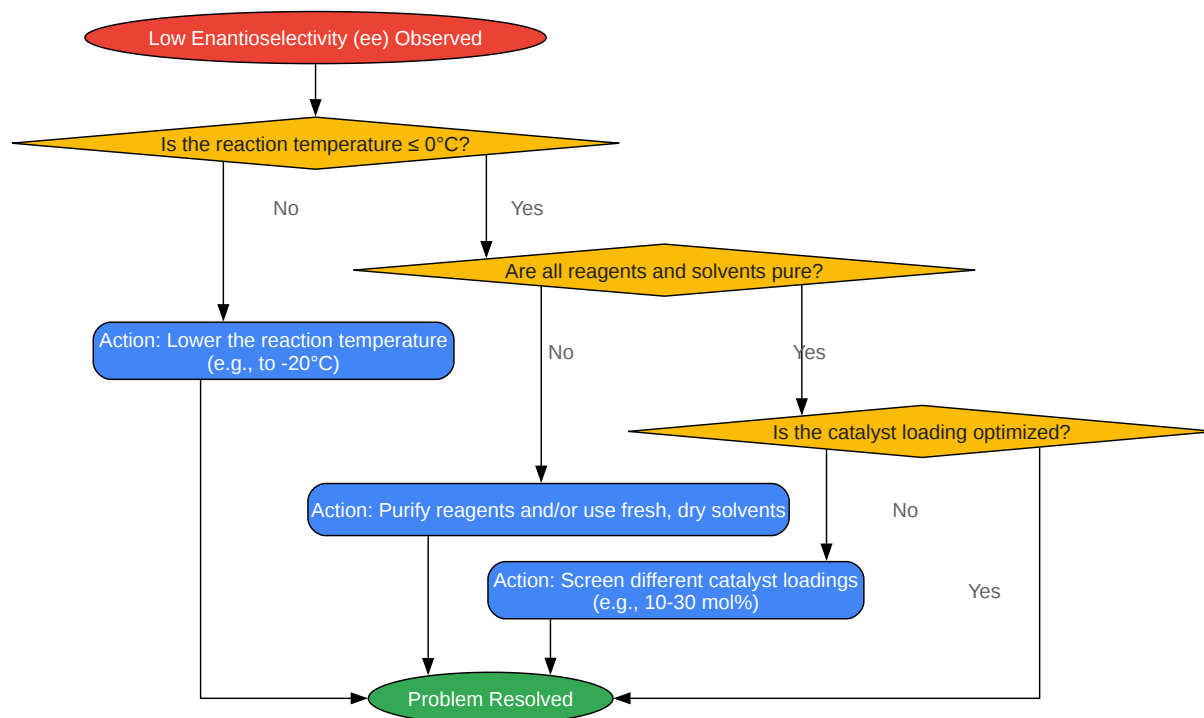 Low Enantioselectivity (ee) Observed
Is the reaction temperature ≤ 0°C?
No
Yes
Are all reagents and solvents pure?
Action: Lower the reaction temperature
(e.g., to -20°C)
No
Yes
Is the catalyst loading optimized?
Action: Purify reagents and/or use fresh, dry solvents
No
Action: Screen different catalyst loadings
(e.g., 10-30 mol%)
Yes
Problem Resolved